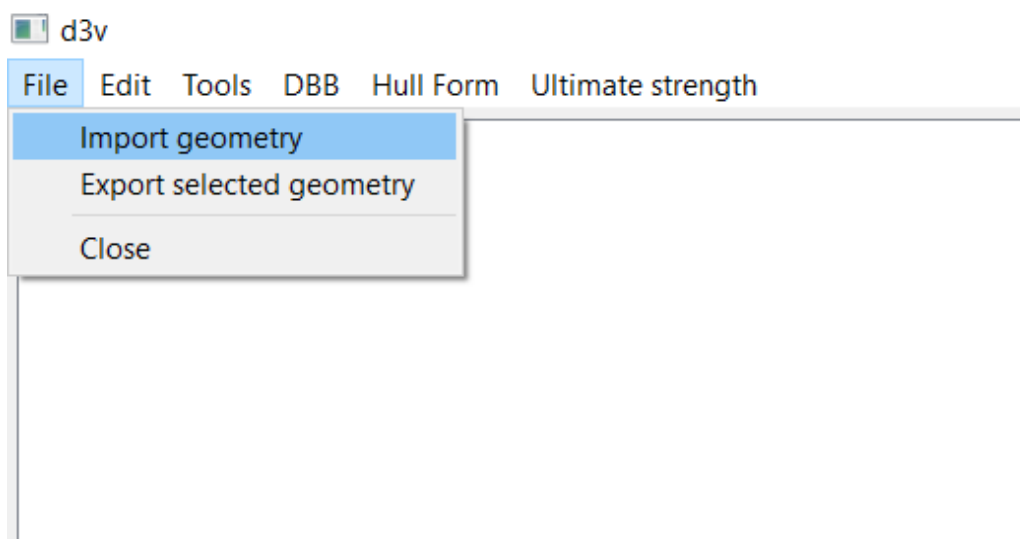 d3v
File Edit Tools DBB Hull Form Ultimate strength
Import geometry
Export selected geometry
Close